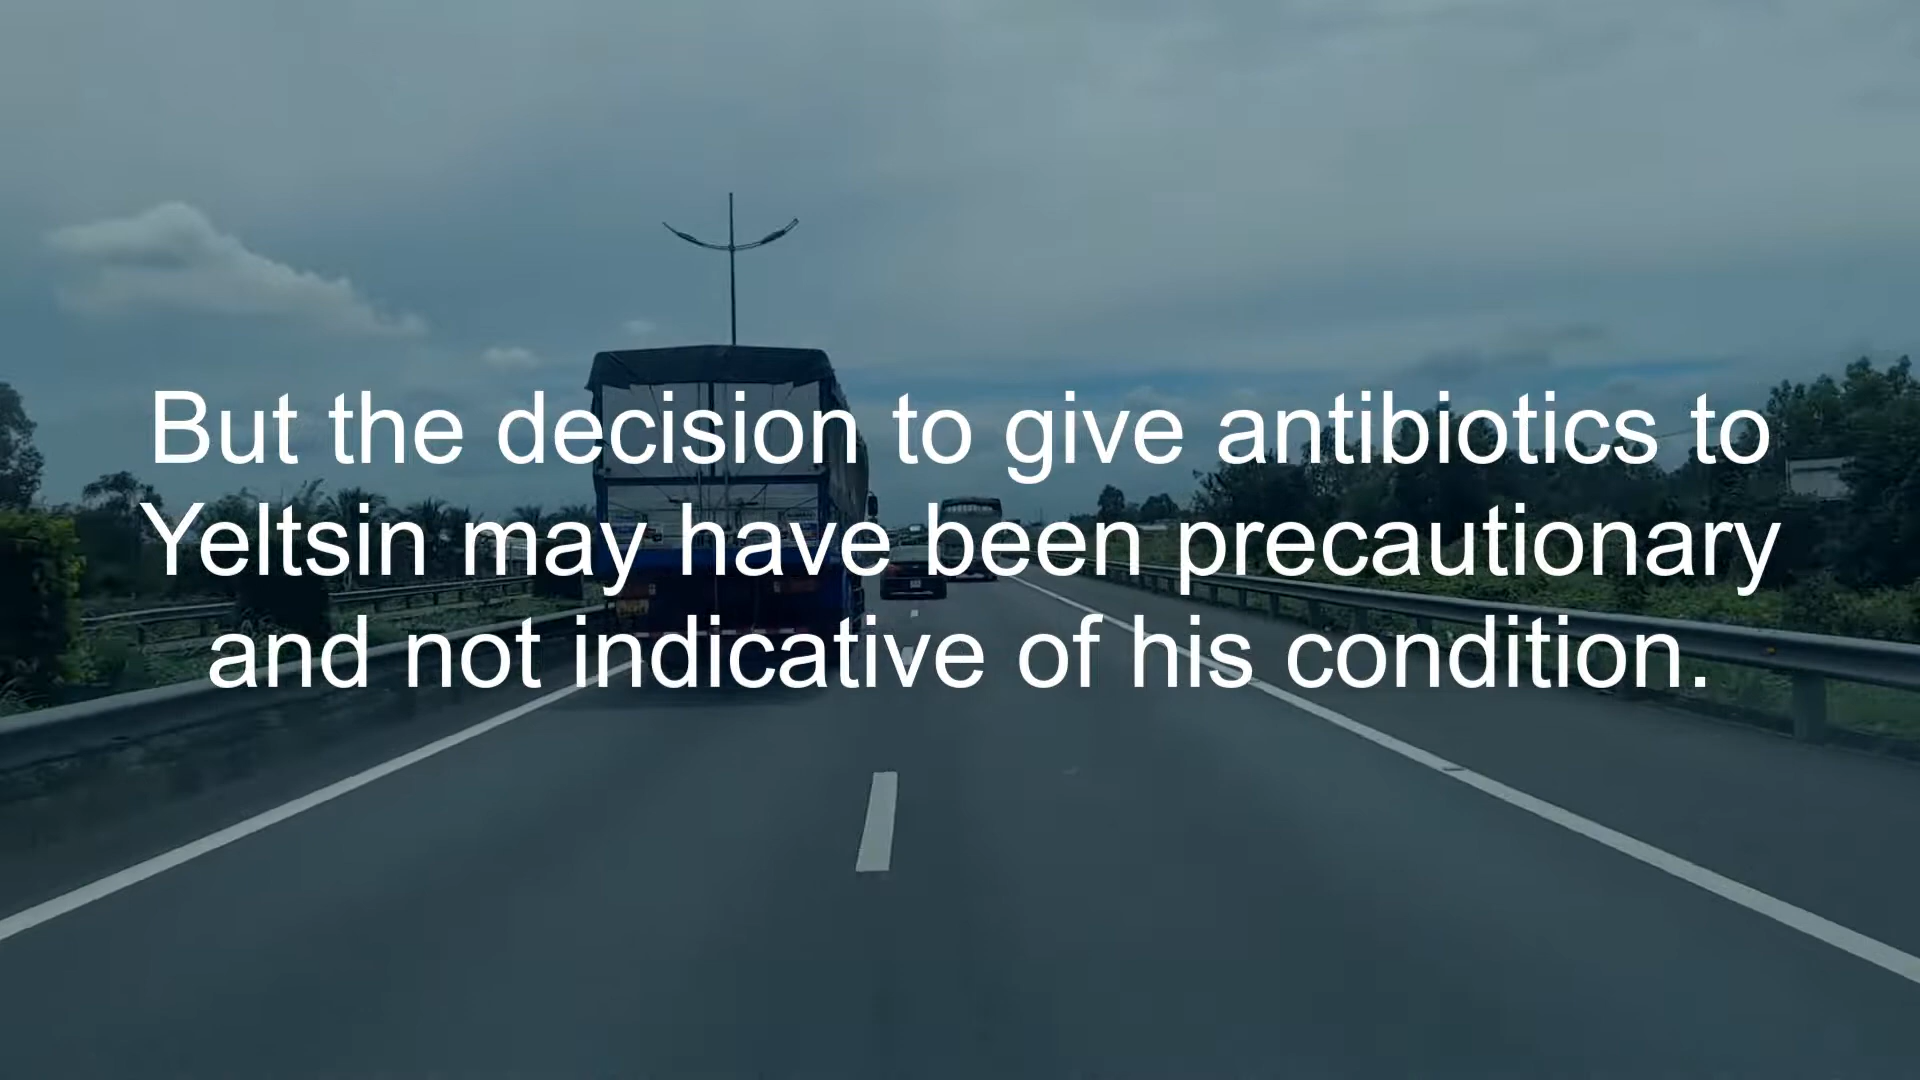 But the decision to give antibiotics to
Yeltsin may have been precautionary
and not indicative of his condition.